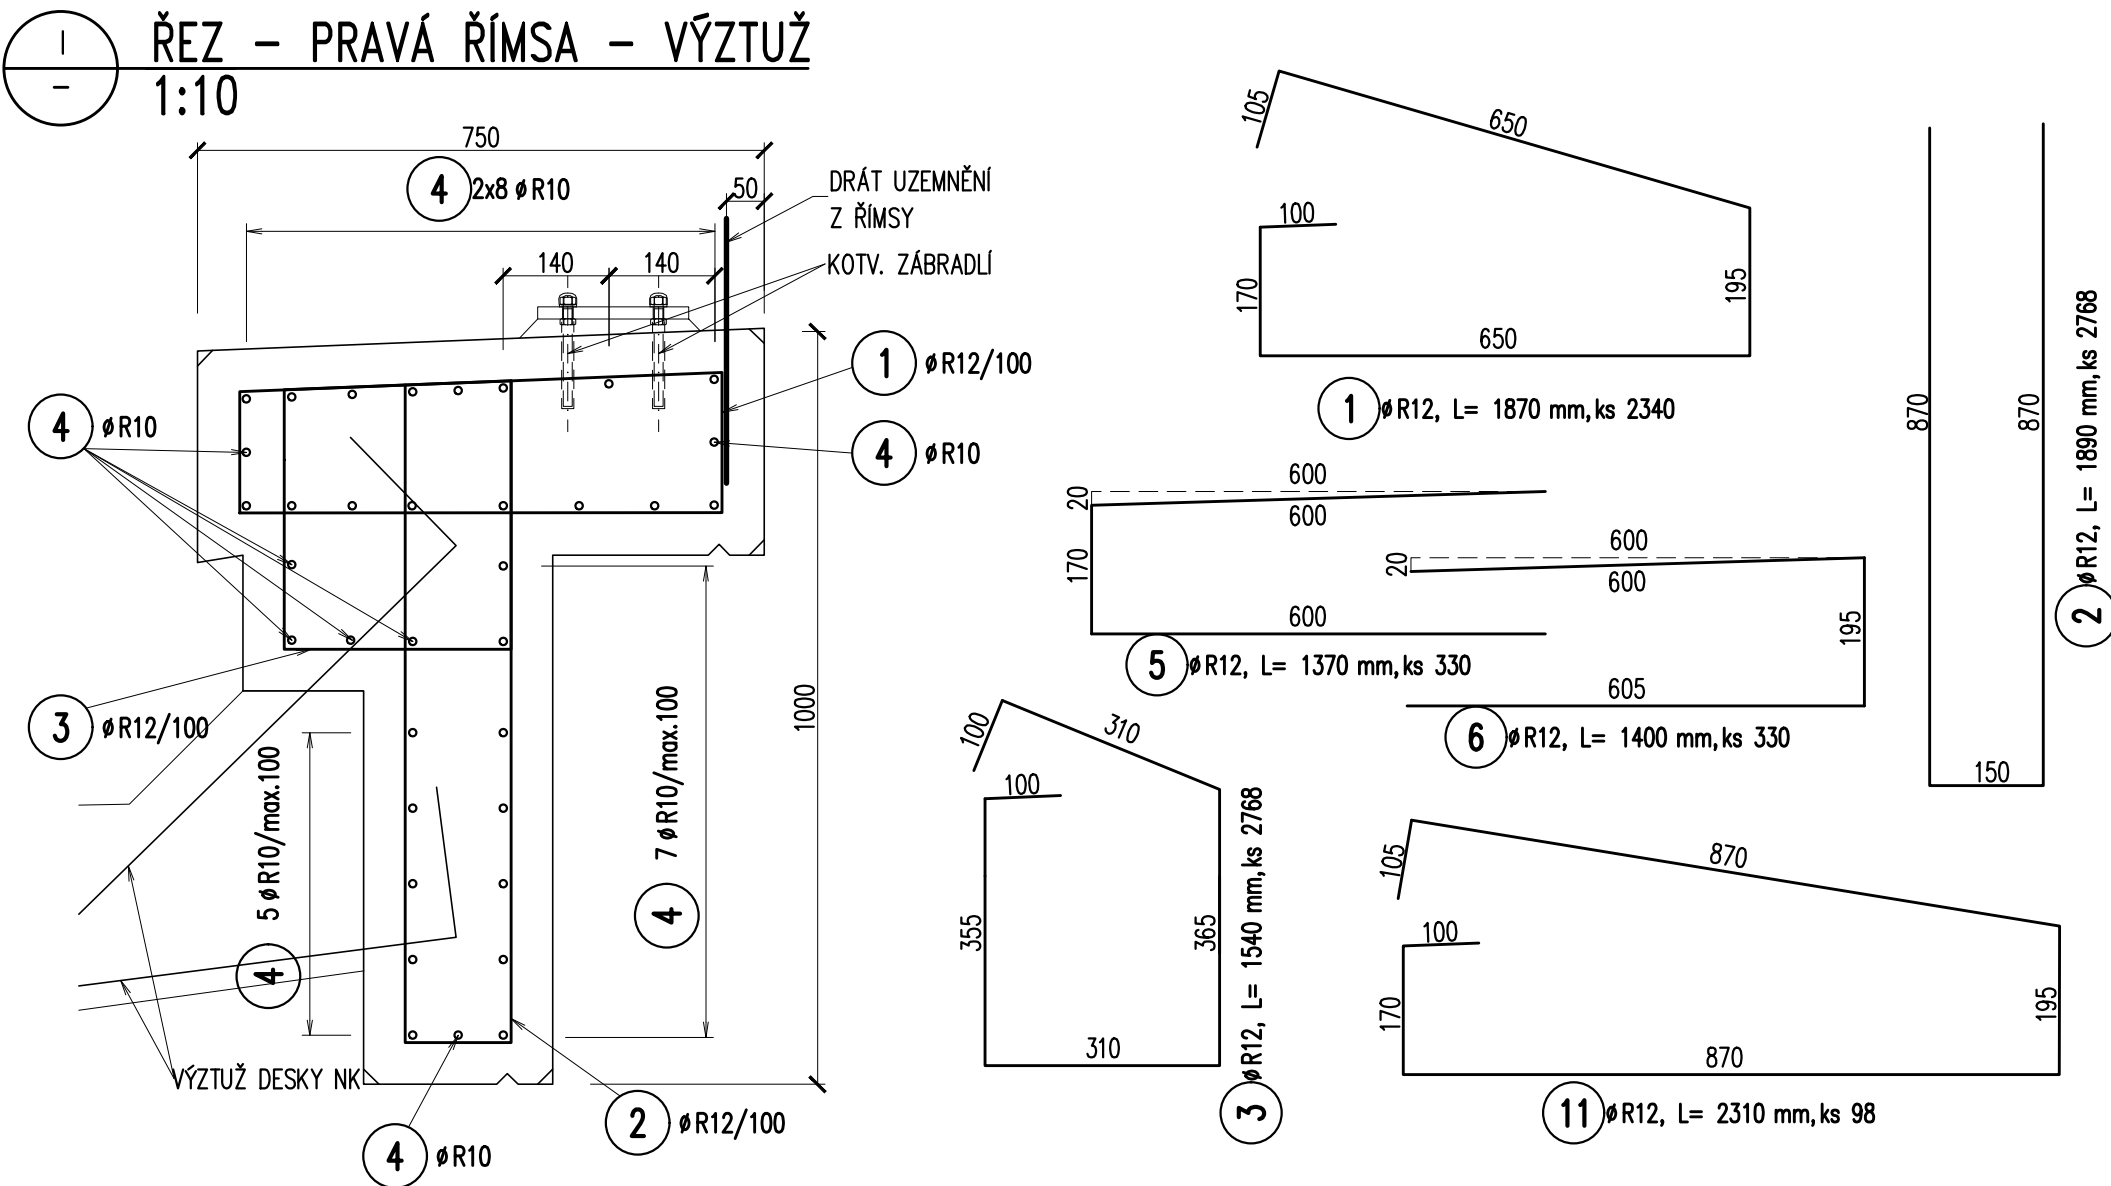 I
–
ŘEZ – PRAVÁ ŘÍMSA – VÝZTUŽ
1:10
750
4 2x8 øR10
50
DRÁT UZEMNĚNÍ
Z ŘÍMSY
140
140
KOTV. ZÁBRADLÍ
1 øR12/100
4 øR10
4 øR10
3 øR12/100
4 5 øR10/max.100
4 7 øR10/max.100
1000
VÝZTUŽ DESKY NK
2 øR12/100
4 øR10
105
650
100
170
195
650
1 øR12, L= 1870 mm,ks 2340
870
870
150
2 øR12, L= 1890 mm,ks 2768
600
20
600
170
600
5 øR12, L= 1370 mm,ks 330
600
20
600
195
605
6 øR12, L= 1400 mm,ks 330
100
310
100
355
365
310
3 øR12, L= 1540 mm,ks 2768
105
870
100
170
195
870
11 øR12, L= 2310 mm,ks 98